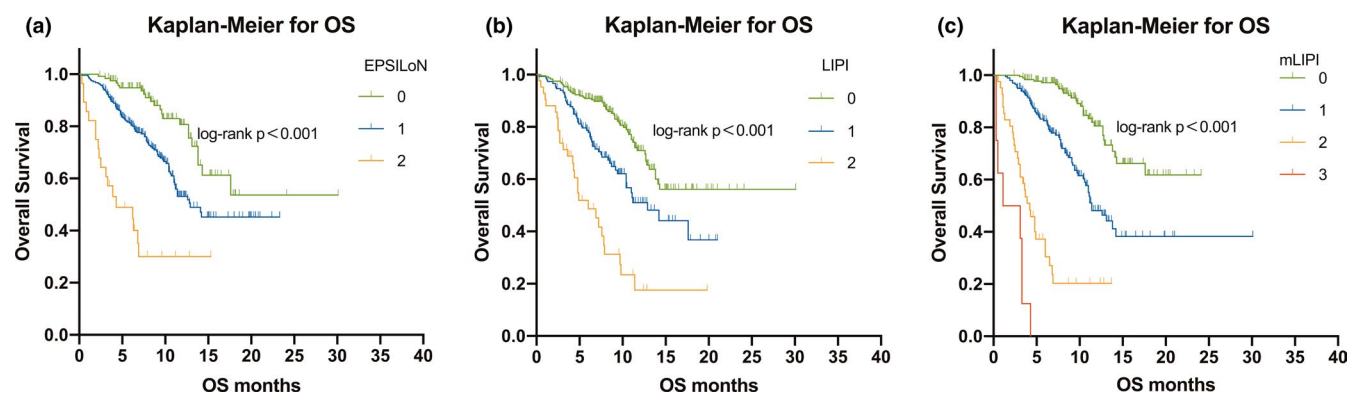 (a)
Kaplan-Meier for OS
EPSILoN
0
1
2
log-rank p<0.001
Overall Survival
1.0
0.8
0.6
0.4
0.2
0.0
0 5 10 15 20 25 30 35 40
OS months
(b)
Kaplan-Meier for OS
LIPI
0
1
2
log-rank p<0.001
Overall Survival
1.0
0.8
0.6
0.4
0.2
0.0
0 5 10 15 20 25 30 35 40
OS months
(c)
Kaplan-Meier for OS
mLIPI
0
1
2
3
log-rank p<0.001
Overall Survival
1.0
0.8
0.6
0.4
0.2
0.0
0 5 10 15 20 25 30 35 40
OS months